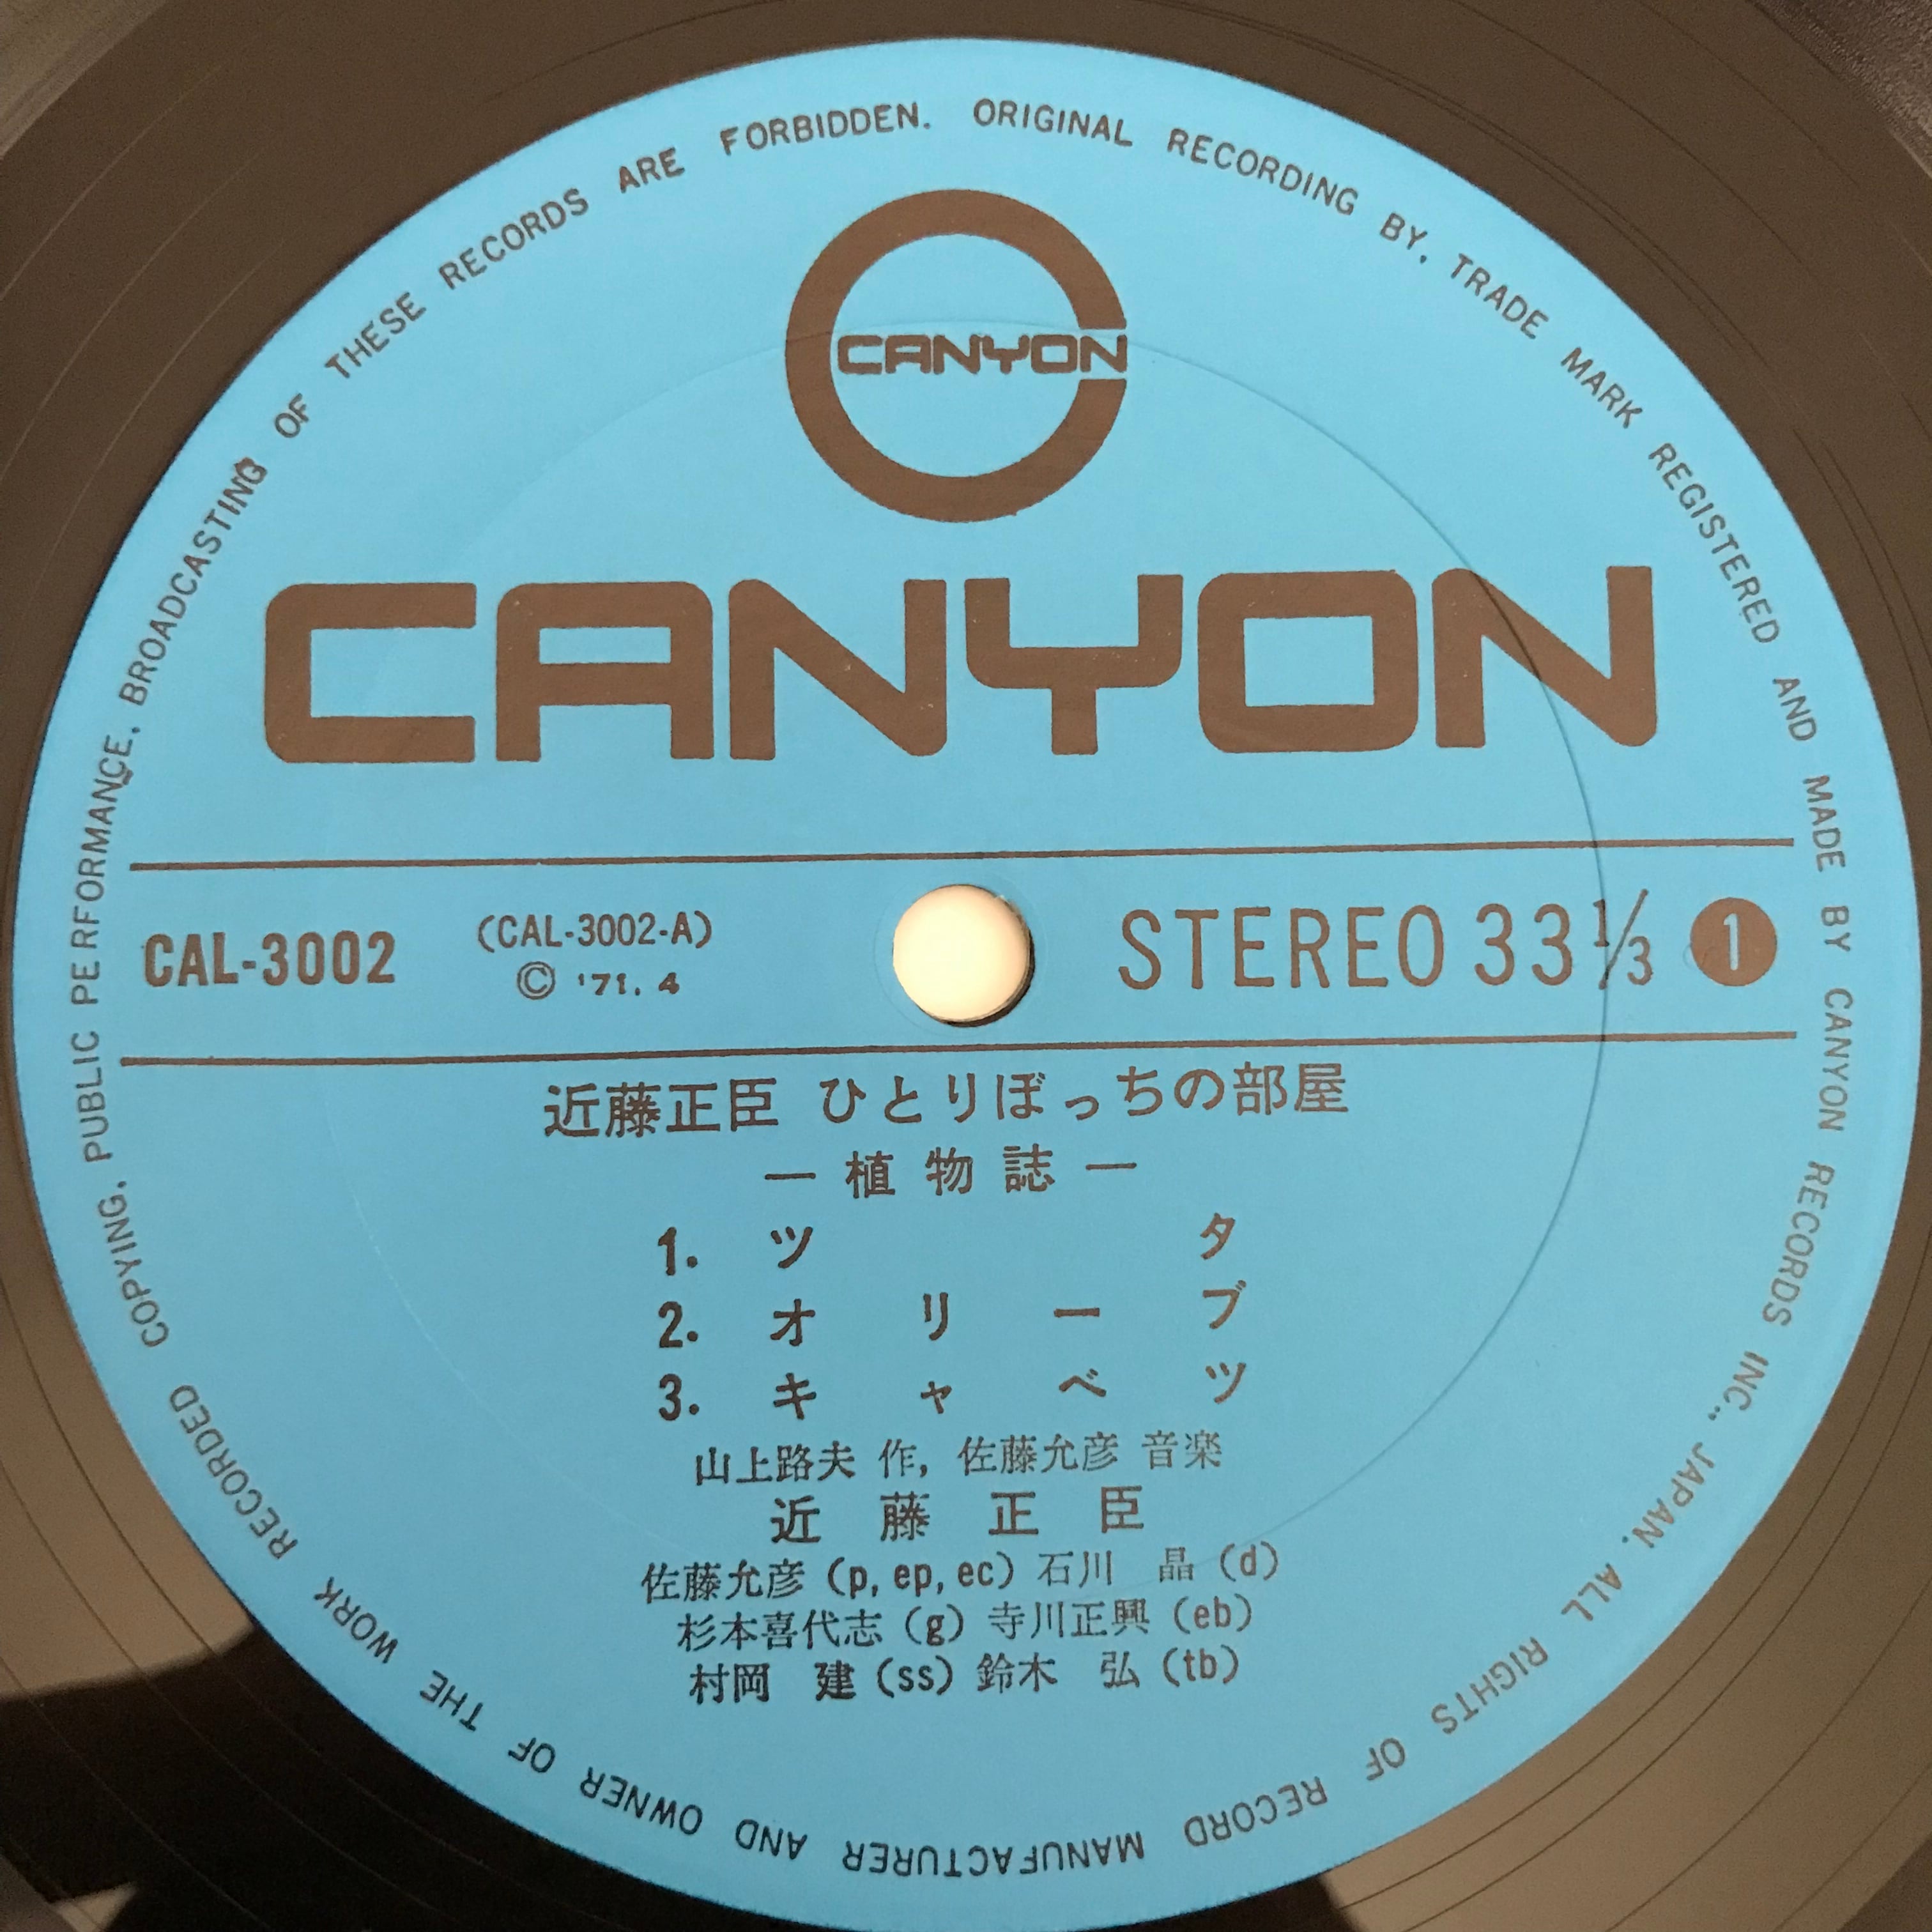 COPYING, PUBLIC PERFORMANCE, BROADCASTING OF THESE RECORDS ARE FORBIDDEN. ORIGINAL RECORDING BY, TRADE MARK REGISTERED AND MADE BY CANYON RECORDS INC., JAPAN. ALL RIGHTS OF RECORD MANUFACTURER AND OWNER OF THE WORK RECORDED
CANYON
CANYON
CAL-3002 (CAL-3002-A) STEREO 33 1/3 1
© '71. 4
近藤正臣 ひとりぼっちの部屋
― 植物誌 ―
1. ツタ
2. オリーブ
3. キャベツ
山上路夫 作, 佐藤允彦 音楽
近藤正臣
佐藤允彦 (p, ep, ec) 石川 晶 (d)
杉本喜代志 (g) 寺川正興 (eb)
村岡 建 (ss) 鈴木 弘 (tb)